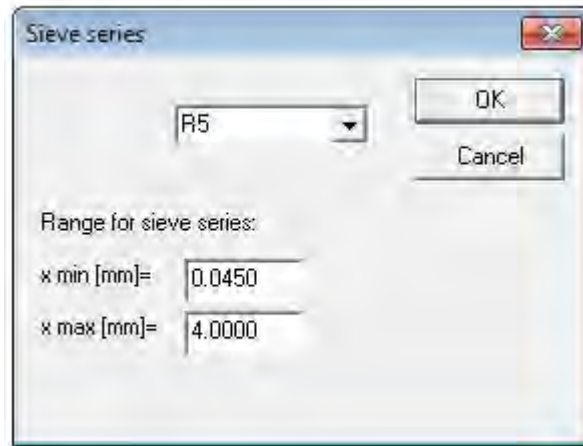 Sieve series
R5
OK
Cancel
Range for sieve series:
x min [mm]= 0.0450
x max [mm]= 4.0000